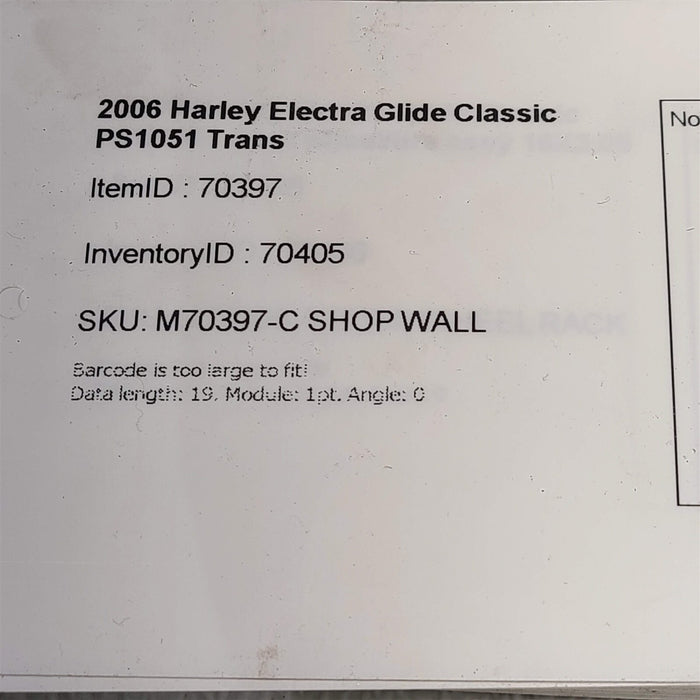 2006 Harley Electra Glide Classic
PS1051 Trans
ItemID : 70397
InventoryID : 70405
SKU: M70397-C SHOP WALL
Barcode is too large to fit!
Data length: 19. Module: 1pt. Angle: 0
No